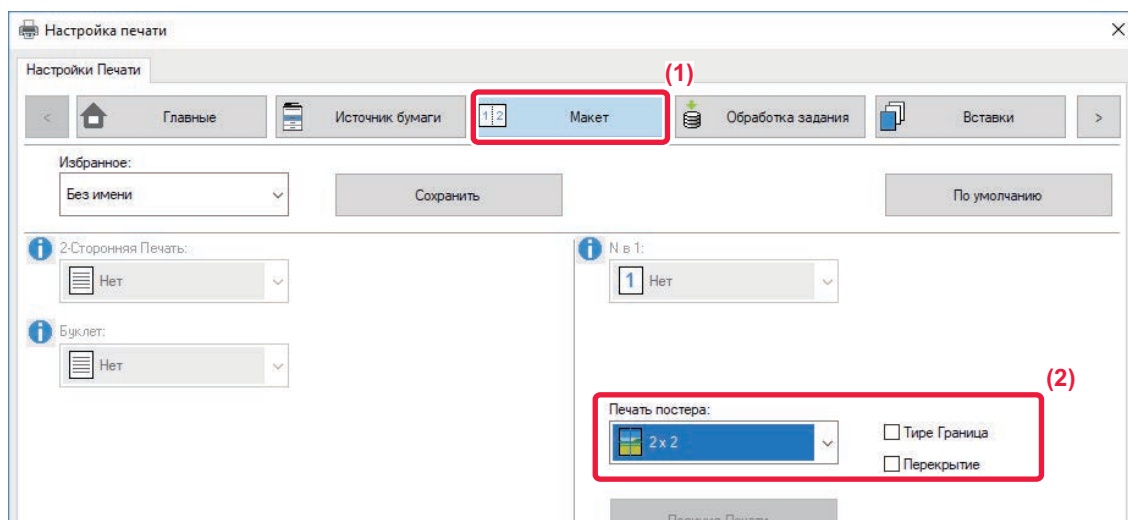 Настройка печати
Настройки Печати
(1)
< Главные Источник бумаги 1 2 Макет Обработка задания Вставки >
Избранное:
Без имени Сохранить По умолчанию
2-Сторонняя Печать: N в 1:
Нет 1 Нет
Буклет:
Нет
(2)
Печать постера:
2 x 2 Тире Граница
Перекрытие